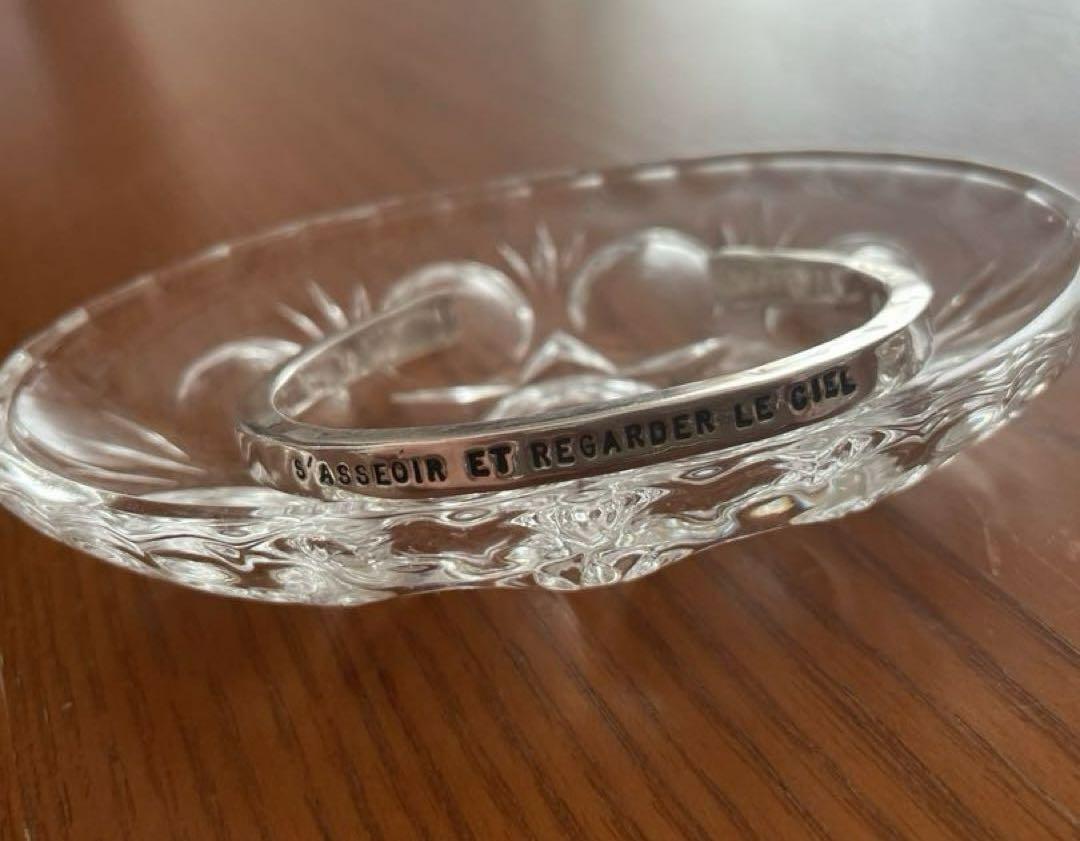 S'ASSEOIR ET REGARDER LE CIEL